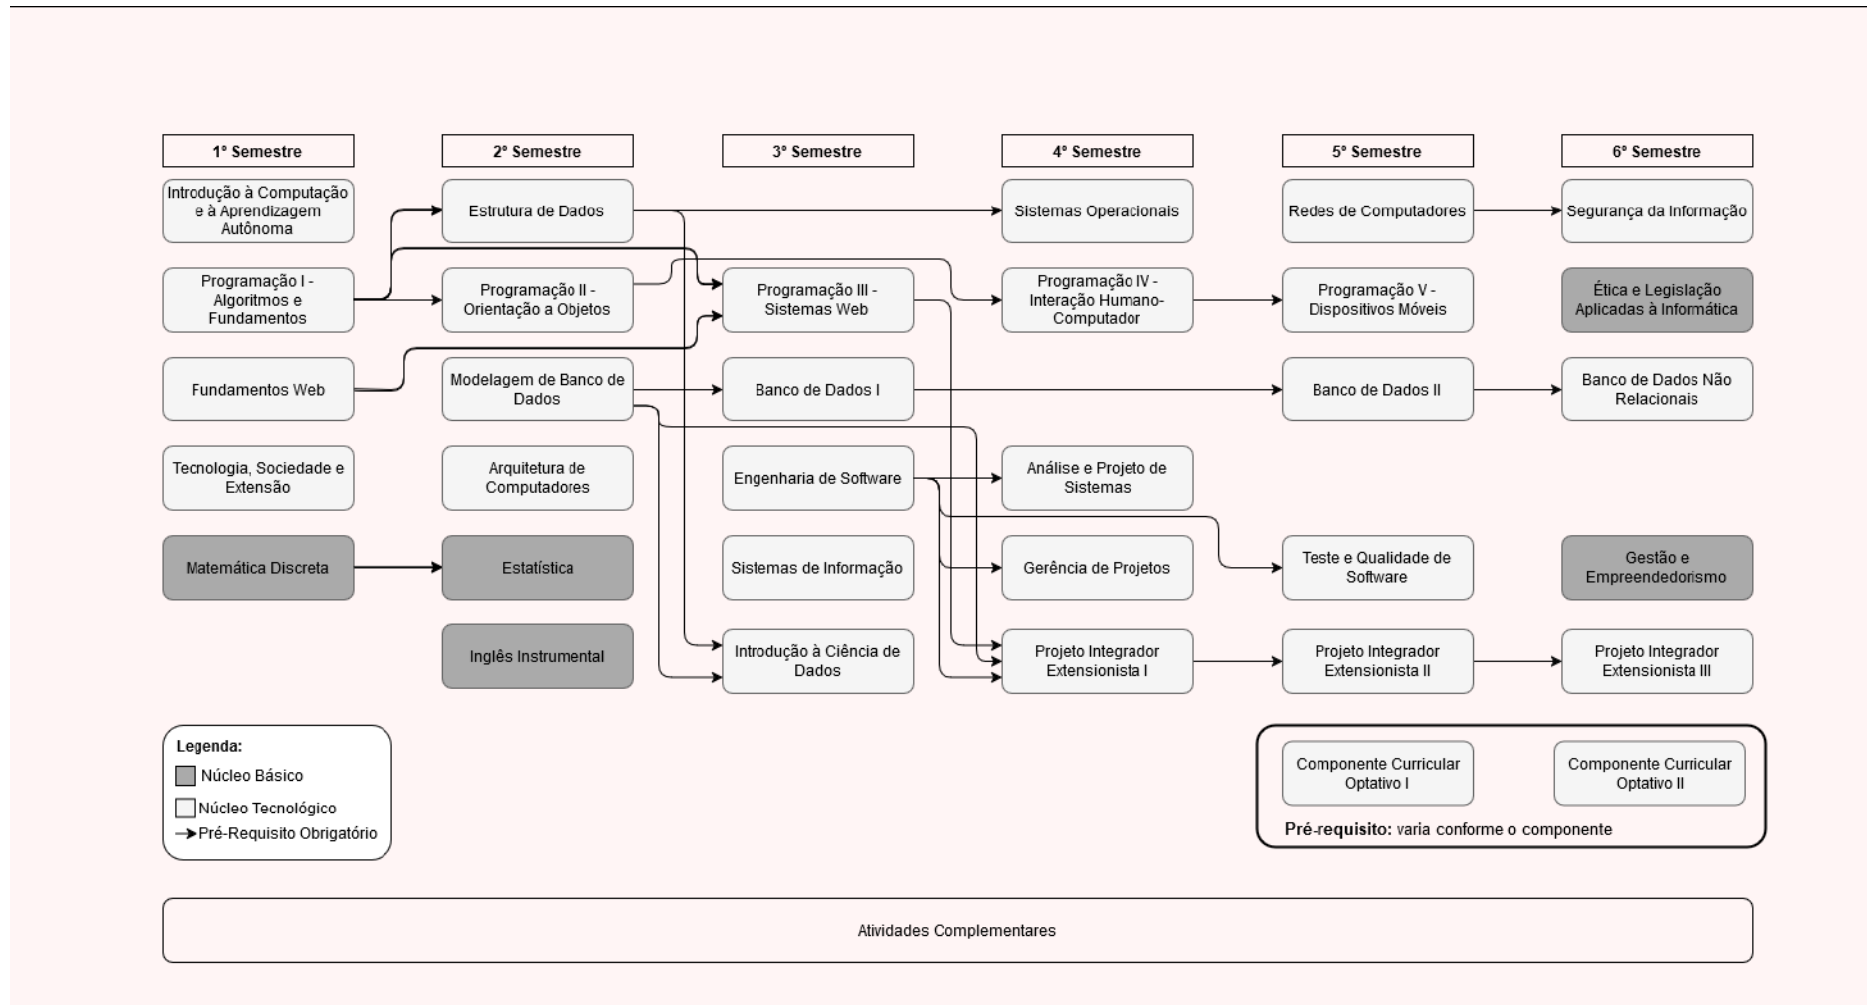 1º Semestre
2º Semestre
3º Semestre
4º Semestre
5º Semestre
6º Semestre
Introdução à Computação
e à Aprendizagem
Autônoma
Estrutura de Dados
Sistemas Operacionais
Redes de Computadores
Segurança da Informação
Programação I -
Algoritmos e
Fundamentos
Programação II -
Orientação a Objetos
Programação III -
Sistemas Web
Programação IV -
Interação Humano-
Computador
Programação V -
Dispositivos Móveis
Ética e Legislação
Aplicadas à Informática
Fundamentos Web
Modelagem de Banco de
Dados
Banco de Dados I
Banco de Dados II
Banco de Dados Não
Relacionais
Tecnologia, Sociedade e
Extensão
Arquitetura de
Computadores
Engenharia de Software
Análise e Projeto de
Sistemas
Matemática Discreta
Estatística
Sistemas de Informação
Gerência de Projetos
Teste e Qualidade de
Software
Gestão e
Empreendedorismo
Inglês Instrumental
Introdução à Ciência de
Dados
Projeto Integrador
Extensionista I
Projeto Integrador
Extensionista II
Projeto Integrador
Extensionista III
Legenda:
Núcleo Básico
Núcleo Tecnológico
Pré-Requisito Obrigatório
Componente Curricular
Optativo I
Componente Curricular
Optativo II
Pré-requisito: varia conforme o componente
Atividades Complementares